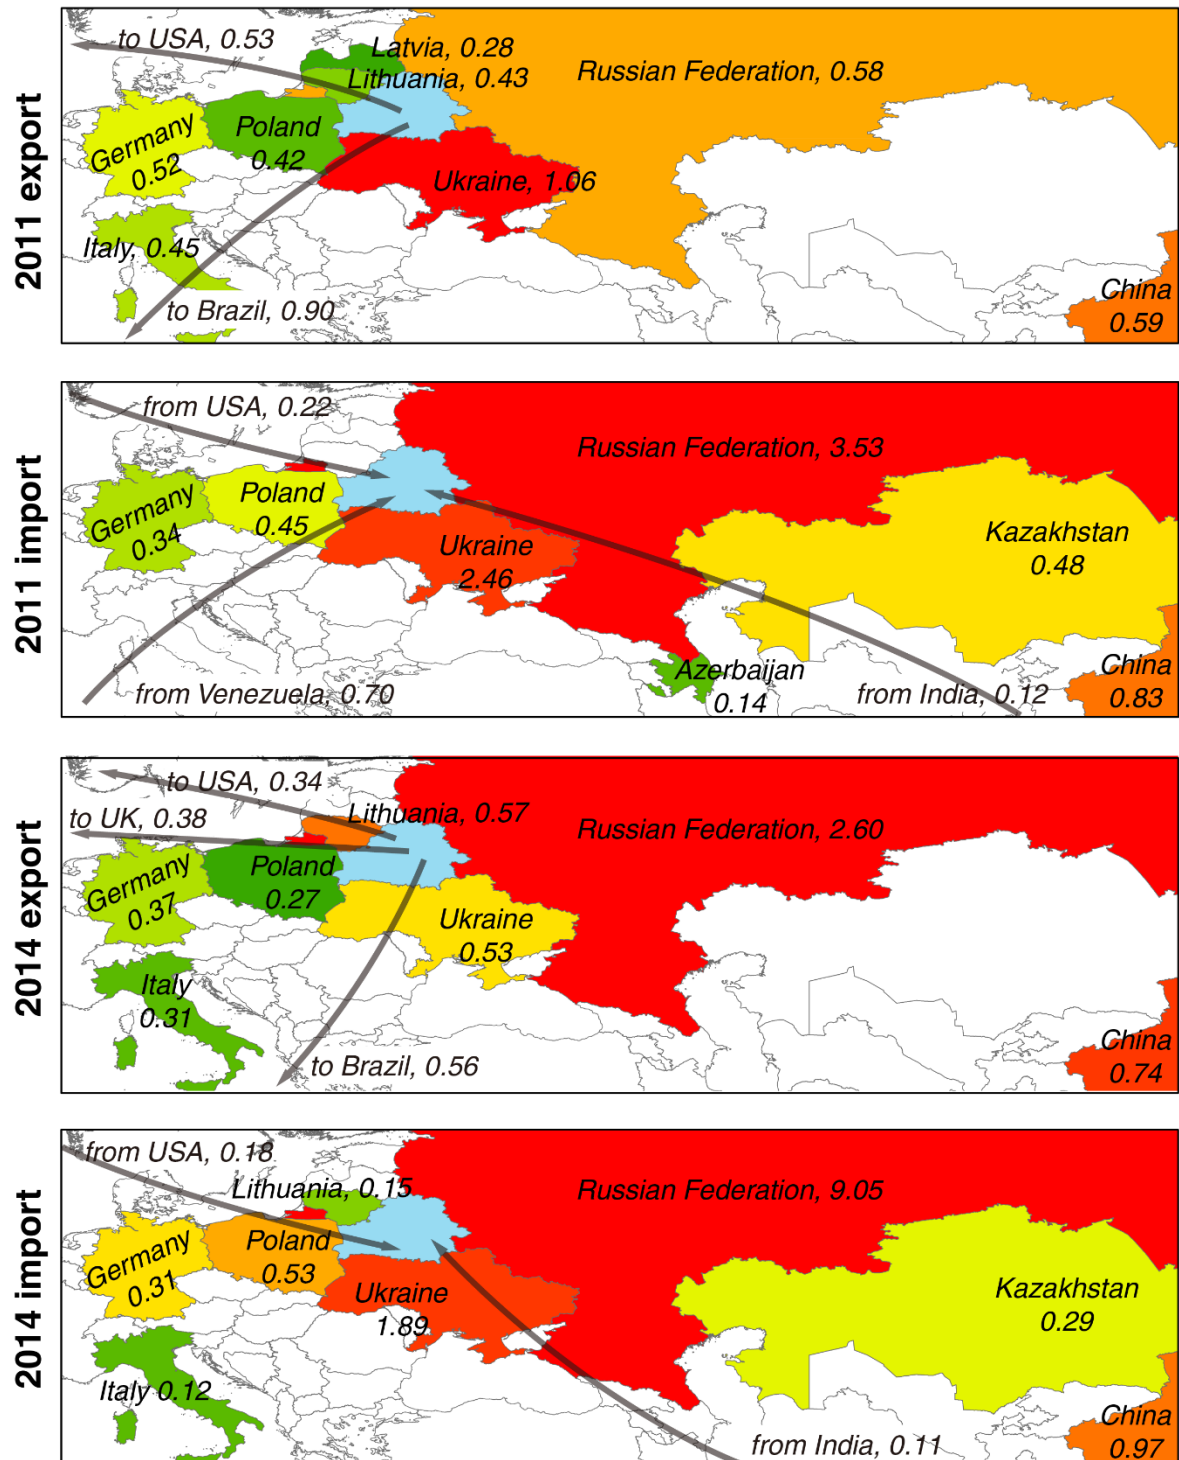 2011 export
to USA, 0.53
Latvia, 0.28
Lithuania, 0.43
Russian Federation, 0.58
Germany
0.52
Poland
0.42
Ukraine, 1.06
Italy, 0.45
to Brazil, 0.90
China
0.59
2011 import
from USA, 0.22
Russian Federation, 3.53
Germany
0.34
Poland
0.45
Ukraine
2.46
Kazakhstan
0.48
from Venezuela, 0.70
Azerbaijan
0.14
from India, 0.12
China
0.83
2014 export
to USA, 0.34
to UK, 0.38
Lithuania, 0.57
Russian Federation, 2.60
Germany
0.37
Poland
0.27
Ukraine
0.53
Italy
0.31
to Brazil, 0.56
China
0.74
2014 import
from USA, 0.18
Lithuania, 0.15
Russian Federation, 9.05
Germany
0.31
Poland
0.53
Ukraine
1.89
Kazakhstan
0.29
Italy 0.12
from India, 0.11
China
0.97